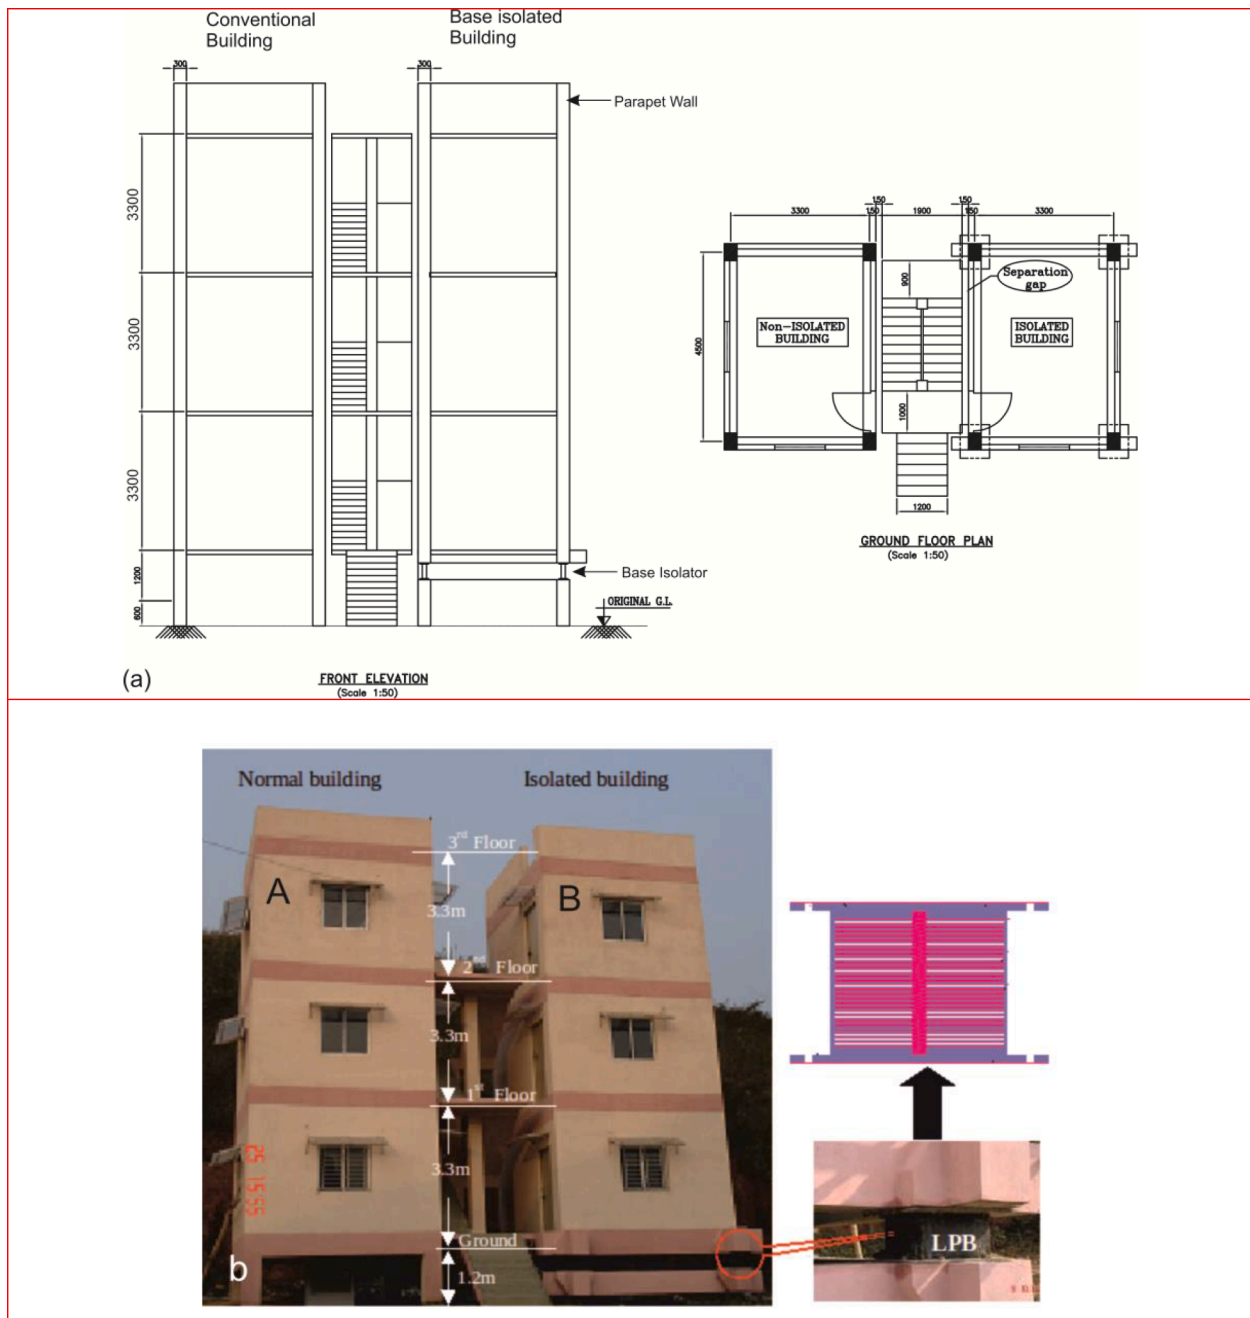 Conventional
Building
Base isolated
Building
300
300
Parapet Wall
3300
3300
3300
1200
600
Base Isolator
ORIGINAL G.L.
FRONT ELEVATION
(Scale 1:50)
(a)
3300
150
150
1900
150
150
3300
900
Separation
gap
Non-ISOLATED
BUILDING
ISOLATED
BUILDING
4500
1000
1200
GROUND FLOOR PLAN
(Scale 1:50)
Normal building
Isolated building
3rd Floor
A
B
3.3m
2nd Floor
3.3m
1st Floor
3.3m
Ground
1.2m
b
LPB